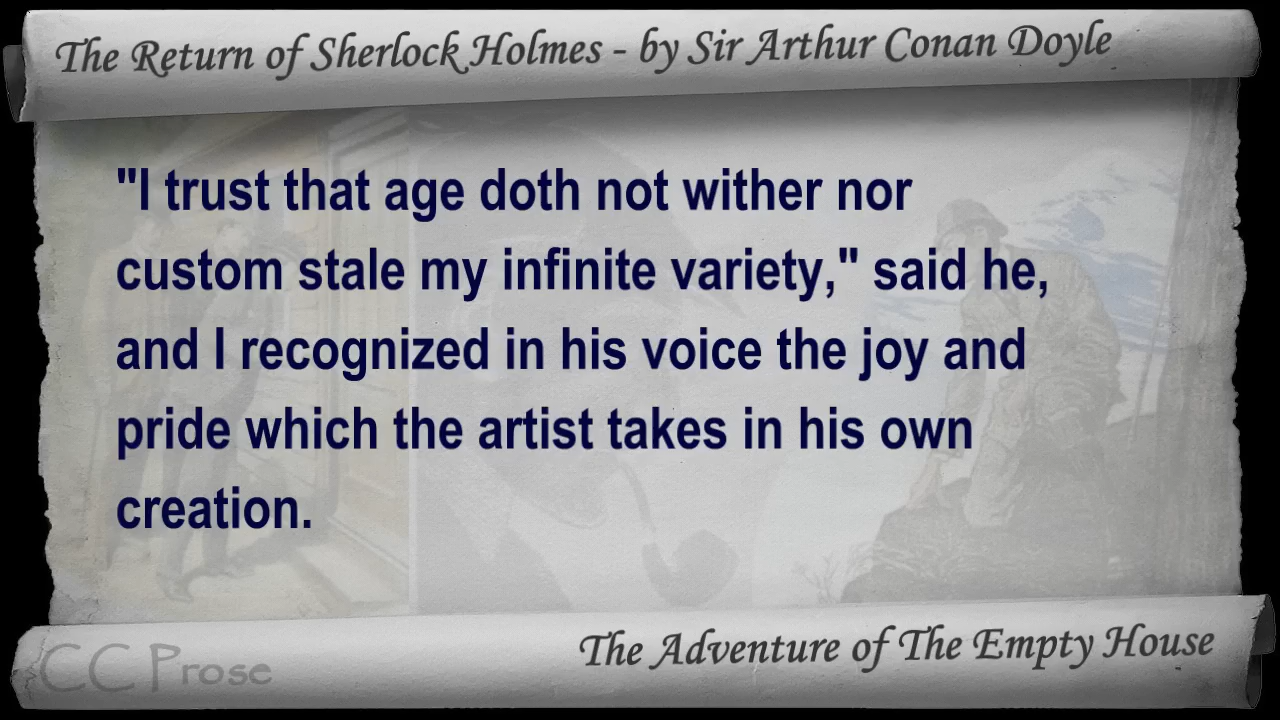 The Return of Sherlock Holmes - by Sir Arthur Conan Doyle
"I trust that age doth not wither nor
custom stale my infinite variety," said he,
and I recognized in his voice the joy and
pride which the artist takes in his own
creation.
The Adventure of The Empty House
CC Prose